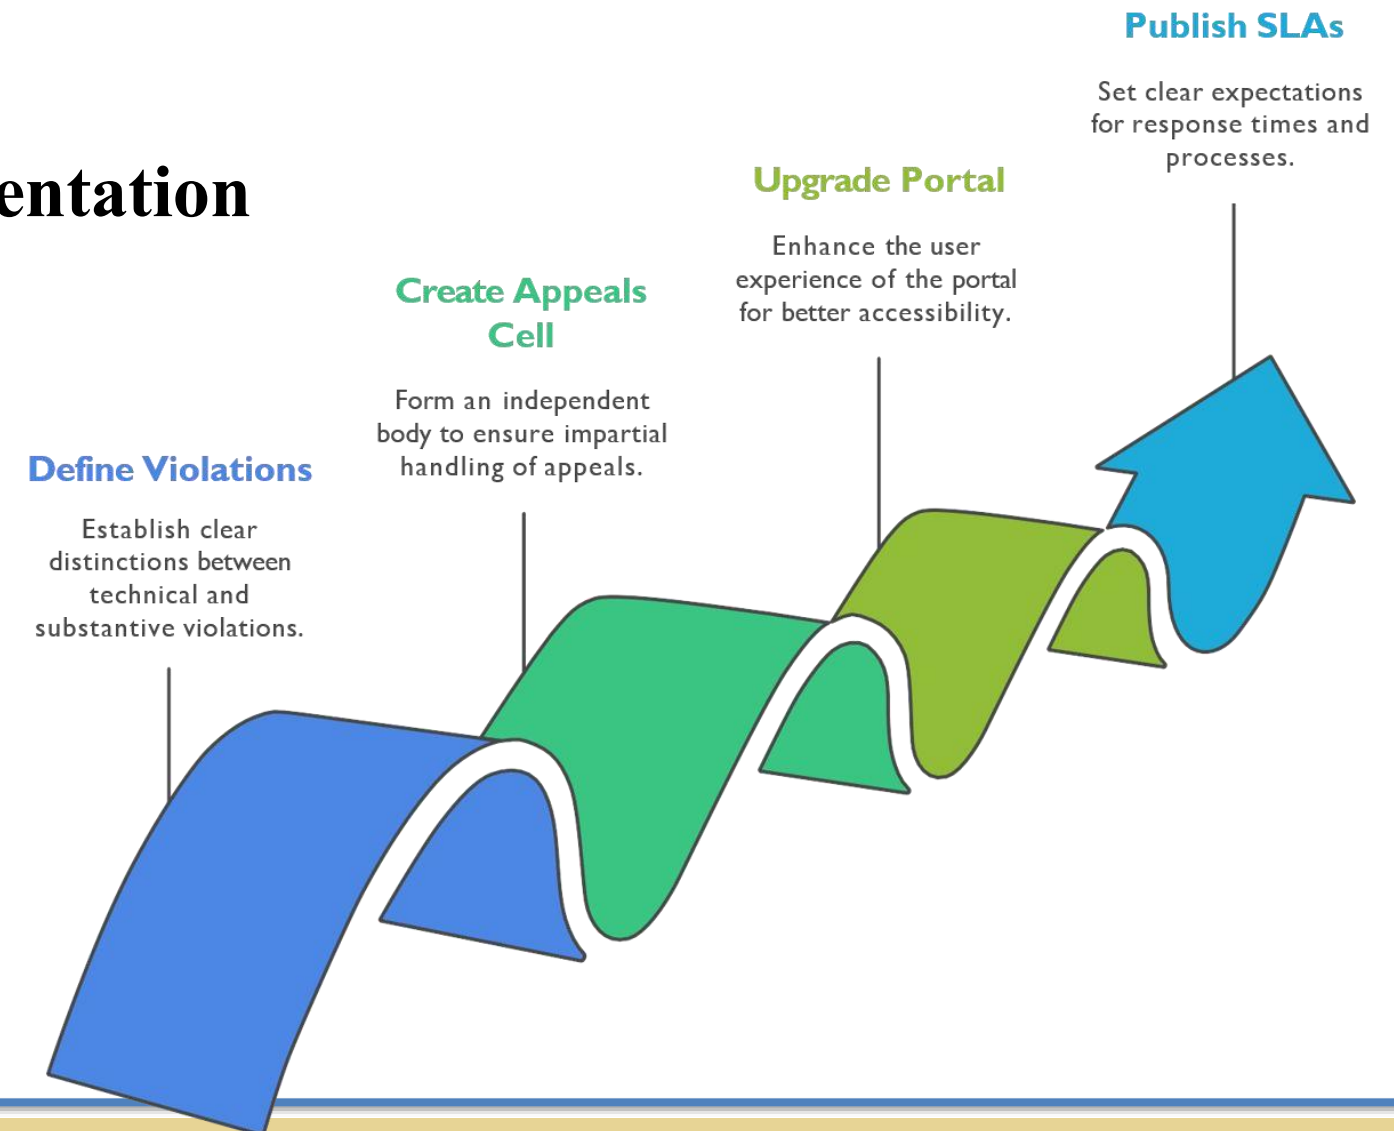 entation
Define Violations
Establish clear
distinctions between
technical and
substantive violations.
Create Appeals
Cell
Form an independent
body to ensure impartial
handling of appeals.
Upgrade Portal
Enhance the user
experience of the portal
for better accessibility.
Publish SLAs
Set clear expectations
for response times and
processes.